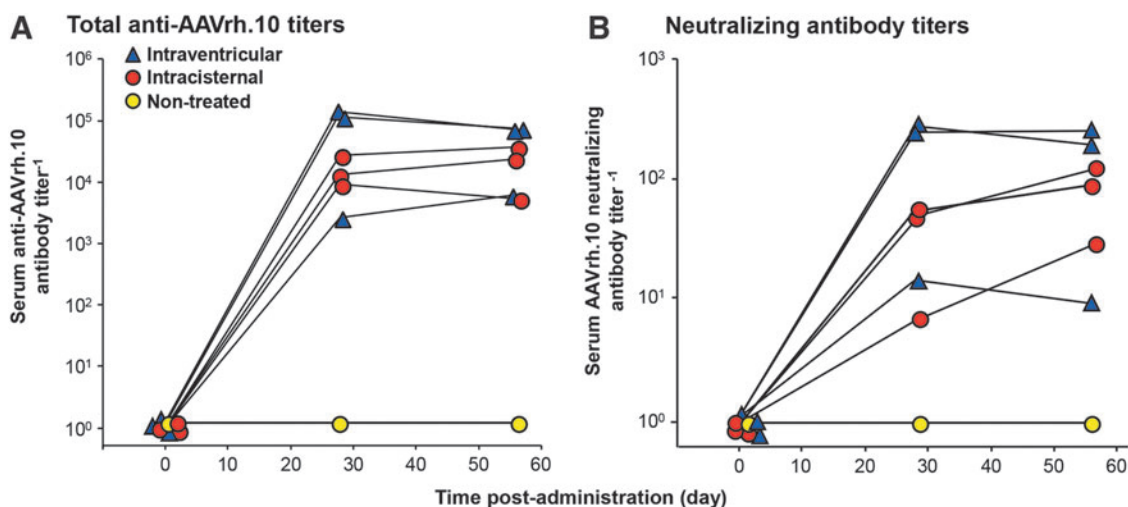 A Total anti-AAVrh.10 titers
Intraventricular
Intracisternal
Non-treated
Serum anti-AAVrh.10
antibody titer⁻¹
10⁶
10⁵
10⁴
10³
10²
10¹
10⁰
0 10 20 30 40 50 60
B Neutralizing antibody titers
Serum AAVrh.10 neutralizing
antibody titer ⁻¹
10³
10²
10¹
10⁰
0 10 20 30 40 50 60
Time post-administration (day)